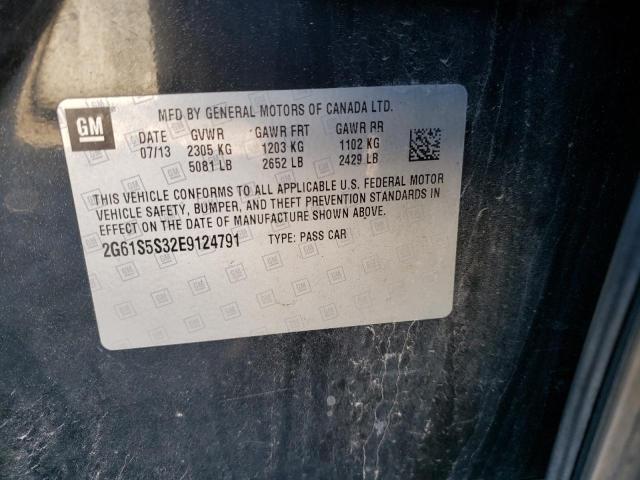 GM
MFD BY GENERAL MOTORS OF CANADA LTD.
DATE GVWR GAWR FRT GAWR RR
07/13 2305 KG 1203 KG 1102 KG
5081 LB 2652 LB 2429 LB
THIS VEHICLE CONFORMS TO ALL APPLICABLE U.S. FEDERAL MOTOR
VEHICLE SAFETY, BUMPER, AND THEFT PREVENTION STANDARDS IN
EFFECT ON THE DATE OF MANUFACTURE SHOWN ABOVE.
2G61S5S32E9124791 TYPE: PASS CAR